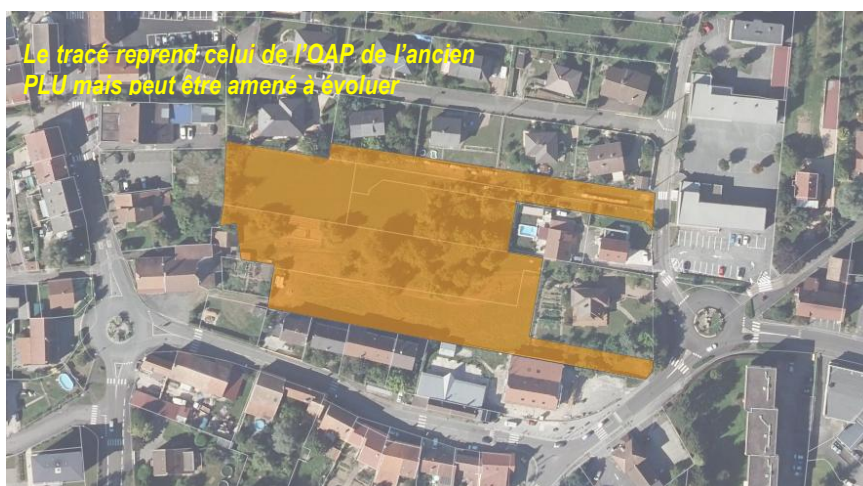 Le tracé reprend celui de l'OAP de l'ancien
PLU mais peut être amené à évoluer